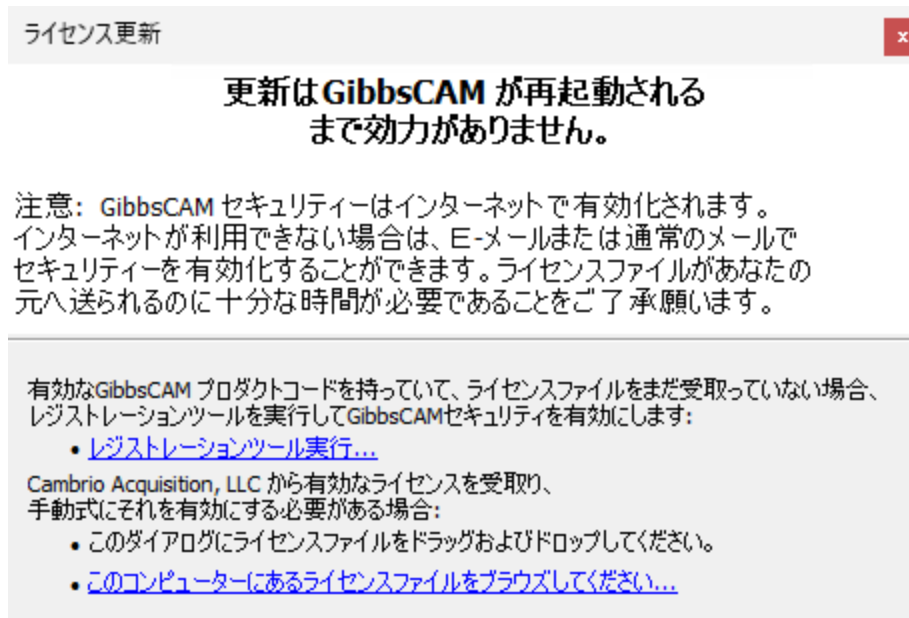 ライセンス更新
x
更新はGibbsCAM が再起動される
まで効力がありません。
注意: GibbsCAM セキュリティーはインターネットで有効化されます。
インターネットが利用できない場合は、E-メールまたは通常のメールで
セキュリティーを有効化することができます。ライセンスファイルがあなたの
元へ送られるのに十分な時間が必要であることをご了承願います。
有効なGibbsCAM プロダクトコードを持っていて、ライセンスファイルをまだ受取っていない場合、
レジストレーションツールを実行してGibbsCAMセキュリティを有効にします:
• レジストレーションツール実行...
Cambrio Acquisition, LLC から有効なライセンスを受取り、
手動式にそれを有効にする必要がある場合:
• このダイアログにライセンスファイルをドラッグおよびドロップしてください。
• このコンピューターにあるライセンスファイルをブラウズしてください...